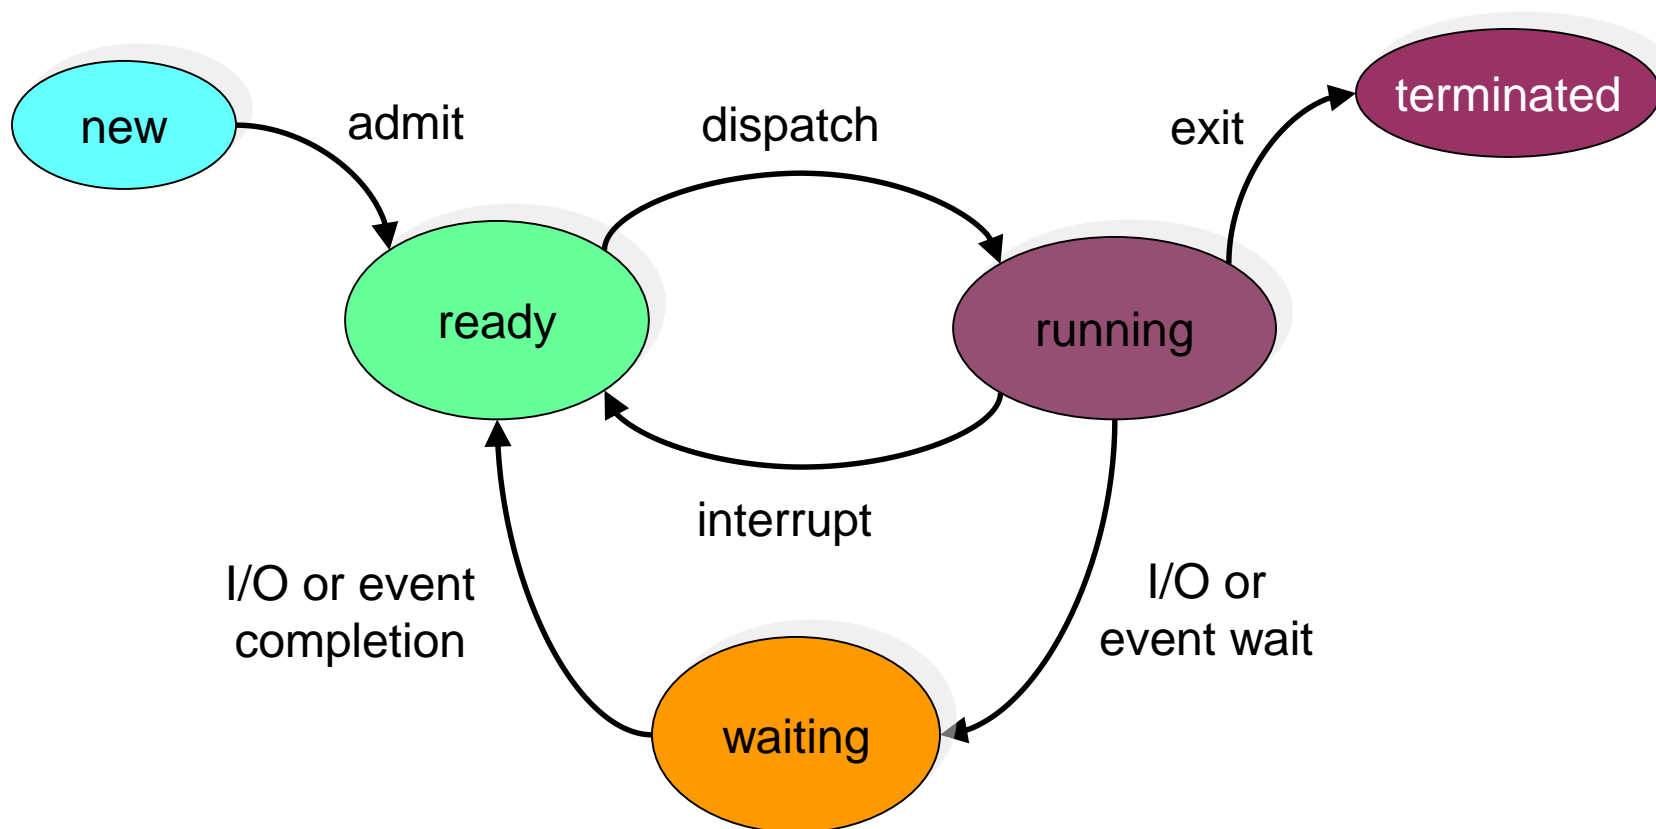 new
admit
dispatch
exit
terminated
ready
running
interrupt
I/O or event
completion
I/O or
event wait
waiting